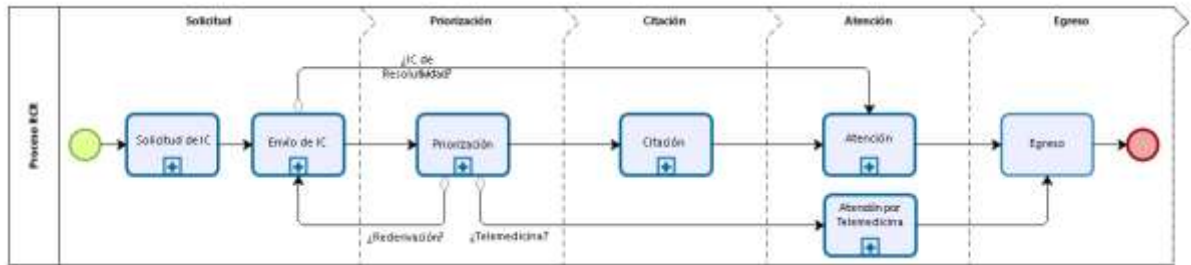 Proceso RCR
Solicitud
Priorización
Citación
Atención
Egreso
¿IC de
Resolutividad?
Solicitud de IC
Envío de IC
Priorización
Citación
Atención
Egreso
¿Rederivación?
¿Telemedicina?
Atención por
Telemedicina